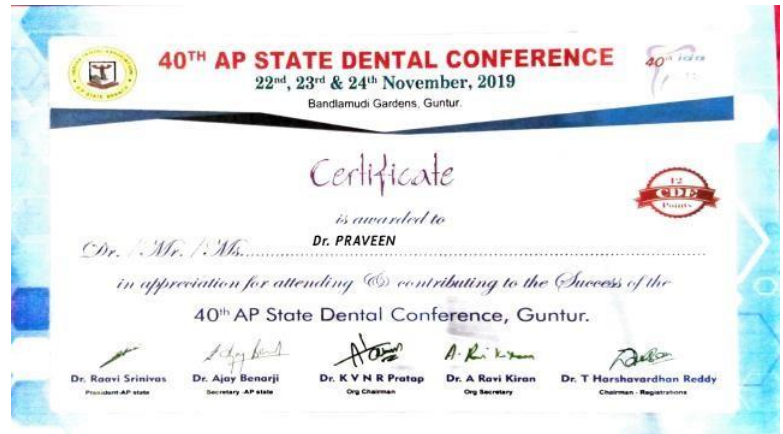 40TH AP STATE DENTAL CONFERENCE
22nd, 23rd & 24th November, 2019
Bandlamudi Gardens, Guntur.
40th
Certificate
12
CDE
Points
is awarded to
Dr. / Mr. / Ms. Dr. PRAVEEN
in appreciation for attending & contributing to the Success of the
40th AP State Dental Conference, Guntur.
Dr. Raavi Srinivas Dr. Ajay Benarji Dr. K V N R Pratap Dr. A Ravi Kiran Dr. T Harshavardhan Reddy
President-AP state Secretary -AP state Org Chairman Org Secretary Chairman - Registrations